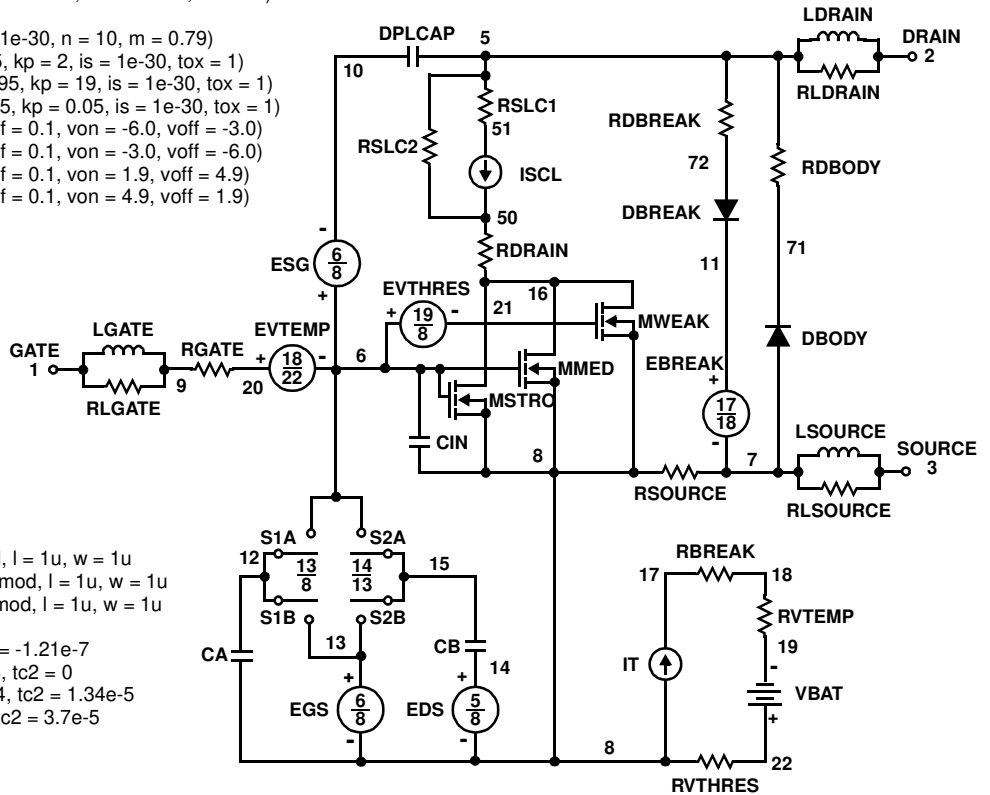 1e-30, n = 10, m = 0.79)
, kp = 2, is = 1e-30, tox = 1)
95, kp = 19, is = 1e-30, tox = 1)
5, kp = 0.05, is = 1e-30, tox = 1)
f = 0.1, von = -6.0, voff = -3.0)
f = 0.1, von = -3.0, voff = -6.0)
f = 0.1, von = 1.9, voff = 4.9)
f = 0.1, von = 4.9, voff = 1.9)
, l = 1u, w = 1u
mod, l = 1u, w = 1u
mod, l = 1u, w = 1u
= -1.21e-7
, tc2 = 0
4, tc2 = 1.34e-5
tc2 = 3.7e-5
LDRAIN
DPLCAP
5
DRAIN
2
10
RLDRAIN
RSLC1
51
RDBREAK
RSLC2
72
RDBODY
ISCL
DBREAK
50
-
RDRAIN
71
ESG
6
8
11
+
EVTHRES
16
21
+
19
8
-
MWEAK
LGATE
EVTEMP
GATE
1
RGATE
+
18
22
-
6
MMED
EBREAK
DBODY
+
9
20
MSTRO
RLGATE
17
18
CIN
-
LSOURCE
8
7
SOURCE
3
RSOURCE
RLSOURCE
S1A
S2A
12
13
8
14
13
15
RBREAK
17
18
S1B
S2B
RVTEMP
13
CB
19
CA
14
IT
-
+
+
VBAT
EGS
6
8
EDS
5
8
+
-
-
8
22
RVTHRES